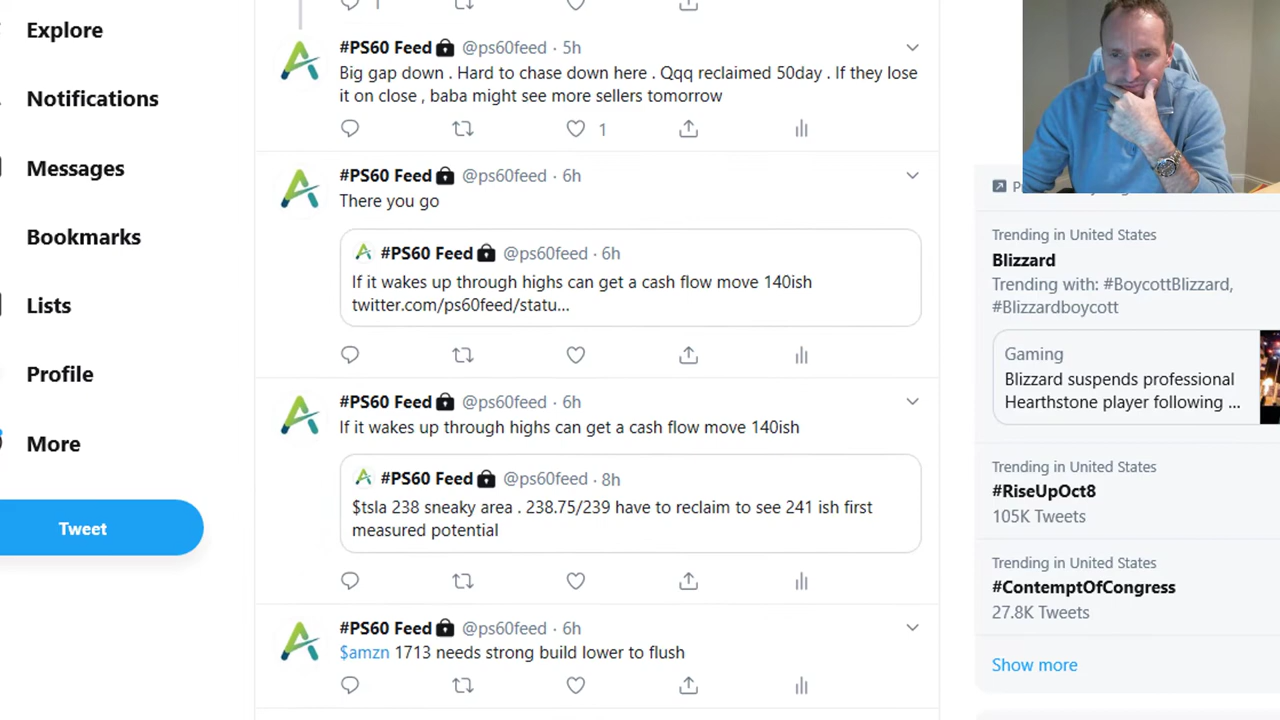 Explore
Notifications
Messages
Bookmarks
Lists
Profile
More
Tweet
1
#PS60 Feed @ps60feed · 5h
Big gap down . Hard to chase down here . Qqq reclaimed 50day . If they lose
it on close , baba might see more sellers tomorrow
1
#PS60 Feed @ps60feed · 6h
There you go
#PS60 Feed @ps60feed · 6h
If it wakes up through highs can get a cash flow move 140ish
twitter.com/ps60feed/statu...
#PS60 Feed @ps60feed · 6h
If it wakes up through highs can get a cash flow move 140ish
#PS60 Feed @ps60feed · 8h
$tsla 238 sneaky area . 238.75/239 have to reclaim to see 241 ish first
measured potential
#PS60 Feed @ps60feed · 6h
$amzn 1713 needs strong build lower to flush
Trending in United States
Blizzard
Trending with: #BoycottBlizzard,
#Blizzardboycott
Gaming
Blizzard suspends professional
Hearthstone player following ...
Trending in United States
#RiseUpOct8
105K Tweets
Trending in United States
#ContemptOfCongress
27.8K Tweets
Show more